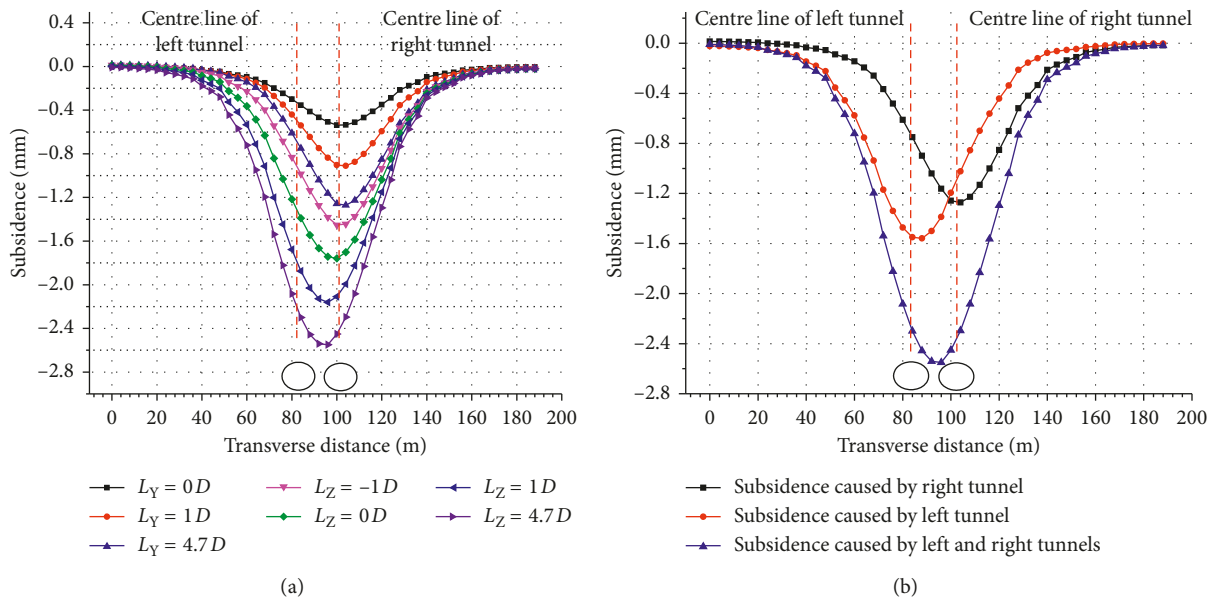 Centre line of
left tunnel
Centre line of
right tunnel
0.4
0.0
−0.4
−0.8
−1.2
−1.6
−2.0
−2.4
−2.8
Subsidence (mm)
0 20 40 60 80 100 120 140 160 180 200
Transverse distance (m)
L_Y = 0D
L_Y = 1D
L_Y = 4.7D
L_Z = −1D
L_Z = 0D
L_Z = 1D
L_Z = 4.7D
(a)
Centre line of left tunnel
Centre line of right tunnel
0.0
−0.4
−0.8
−1.2
−1.6
−2.0
−2.4
−2.8
Subsidence (mm)
0 20 40 60 80 100 120 140 160 180 200
Transverse distance (m)
Subsidence caused by right tunnel
Subsidence caused by left tunnel
Subsidence caused by left and right tunnels
(b)